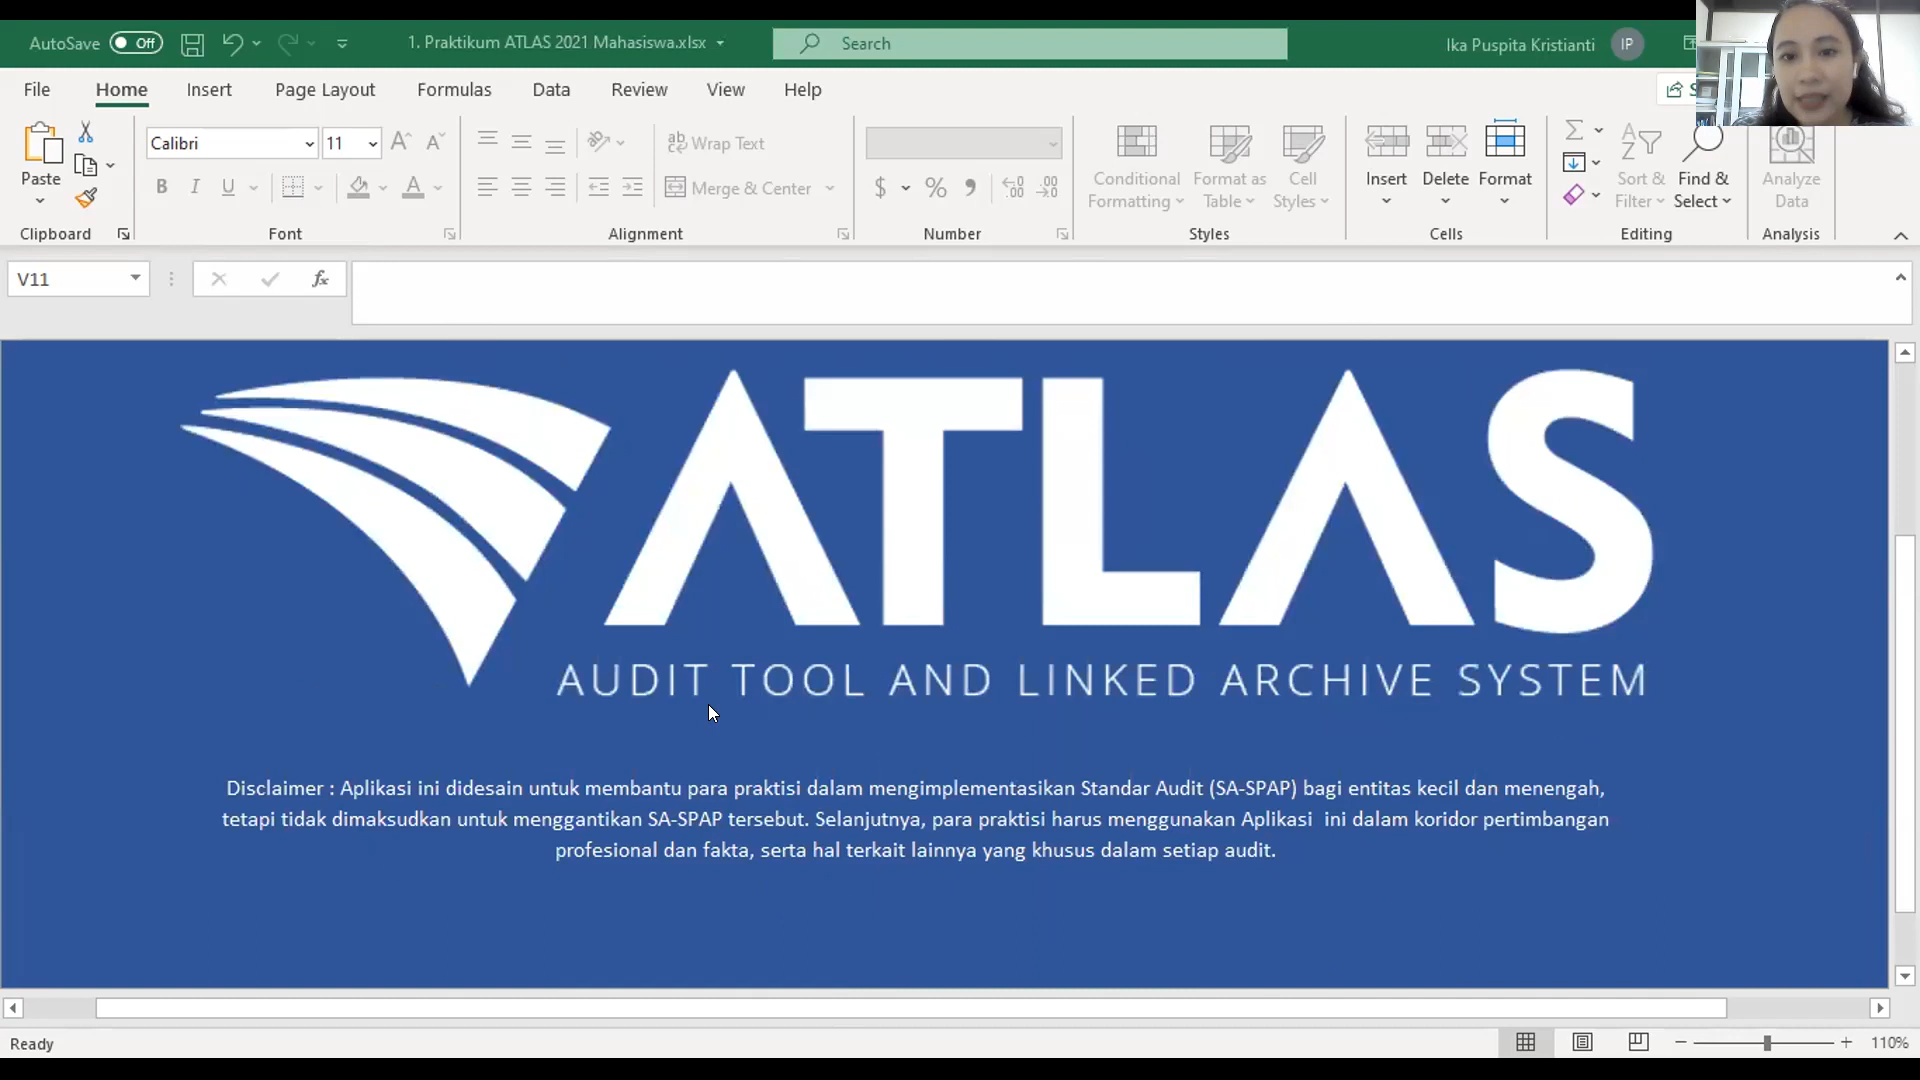 AutoSave Off 1. Praktikum ATLAS 2021 Mahasiswa.xlsx Search Ika Puspita Kristianti IP
File Home Insert Page Layout Formulas Data Review View Help
Calibri 11 Wrap Text
Paste B I U Merge & Center $ % Conditional Formatting Format as Table Cell Styles Insert Delete Format Sort & Filter Find & Select Analyze Data
Clipboard Font Alignment Number Styles Cells Editing Analysis
V11 fx
ATLAS
AUDIT TOOL AND LINKED ARCHIVE SYSTEM
Disclaimer : Aplikasi ini didesain untuk membantu para praktisi dalam mengimplementasikan Standar Audit (SA-SPAP) bagi entitas kecil dan menengah,
tetapi tidak dimaksudkan untuk menggantikan SA-SPAP tersebut. Selanjutnya, para praktisi harus menggunakan Aplikasi ini dalam koridor pertimbangan
profesional dan fakta, serta hal terkait lainnya yang khusus dalam setiap audit.
Ready 110%